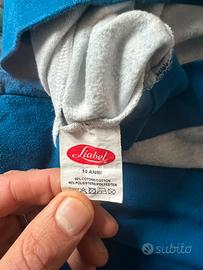 Liabel
10 ANNI
60% COTONE/COTTON
40% POLIESTERE/POLYESTER
subito